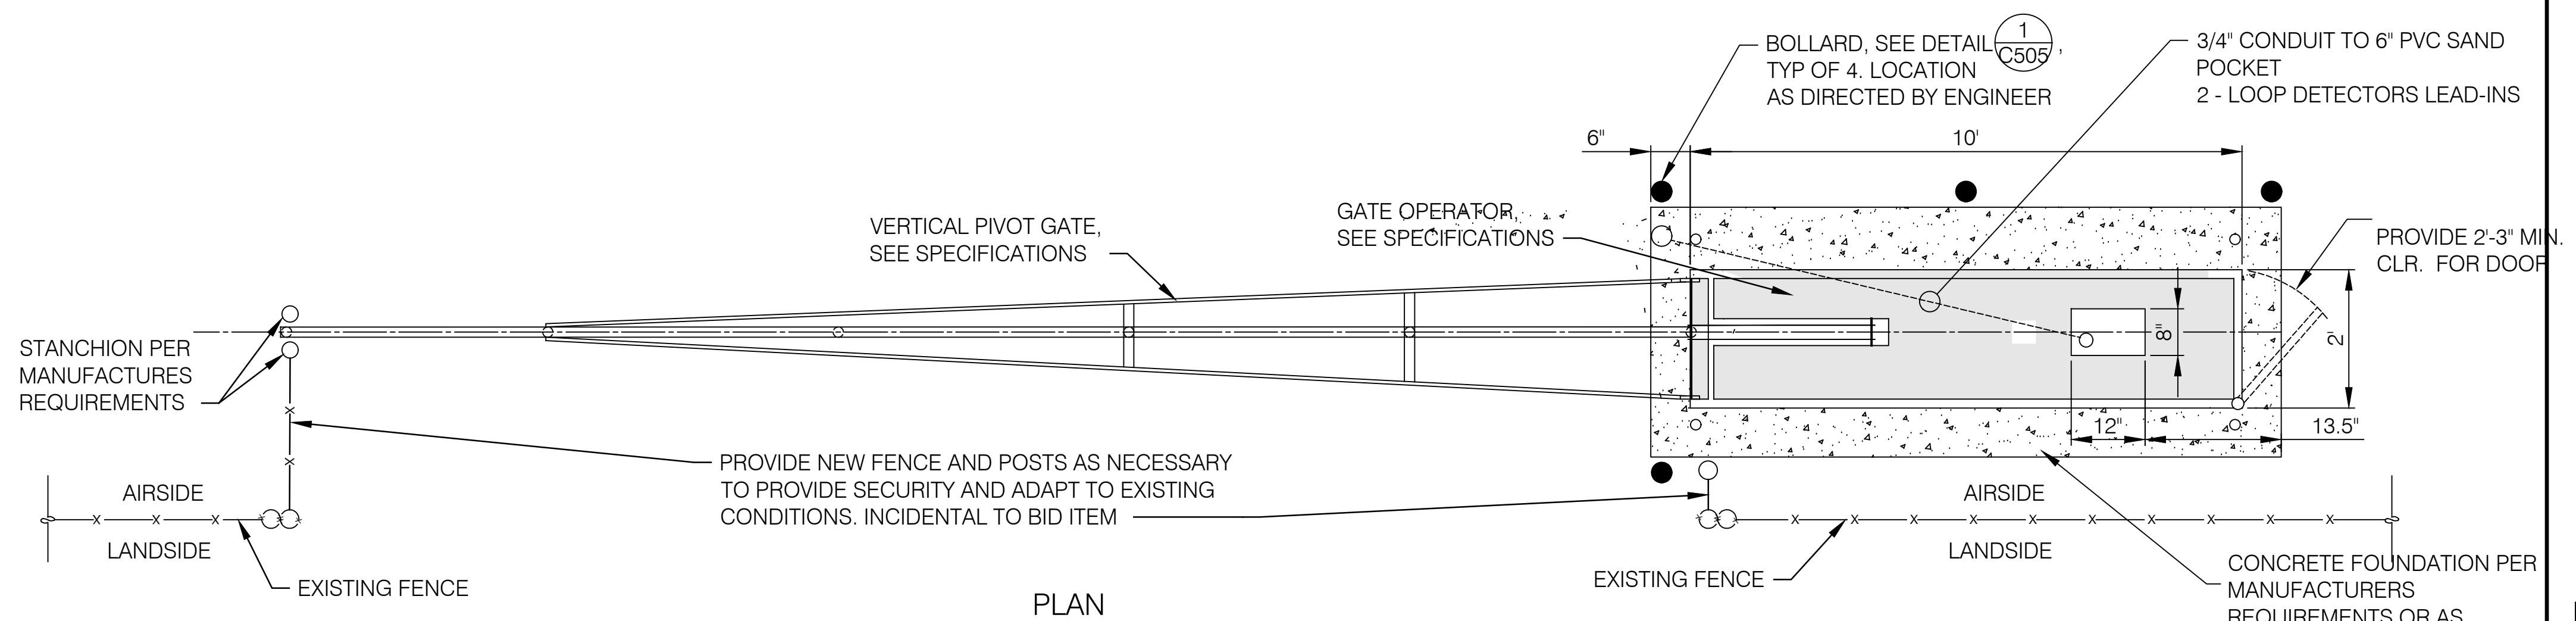 BOLLARD, SEE DETAIL 1 C505 ,
TYP OF 4. LOCATION
AS DIRECTED BY ENGINEER
3/4" CONDUIT TO 6" PVC SAND
POCKET
2 - LOOP DETECTORS LEAD-INS
6"
10'
VERTICAL PIVOT GATE,
SEE SPECIFICATIONS
GATE OPERATOR,
SEE SPECIFICATIONS
PROVIDE 2'-3" MIN.
CLR. FOR DOOR
STANCHION PER
MANUFACTURES
REQUIREMENTS
8"
2'
12"
13.5"
PROVIDE NEW FENCE AND POSTS AS NECESSARY
TO PROVIDE SECURITY AND ADAPT TO EXISTING
CONDITIONS. INCIDENTAL TO BID ITEM
AIRSIDE
LANDSIDE
EXISTING FENCE
AIRSIDE
LANDSIDE
EXISTING FENCE
CONCRETE FOUNDATION PER
MANUFACTURERS
REQUIREMENTS OR AS
PLAN